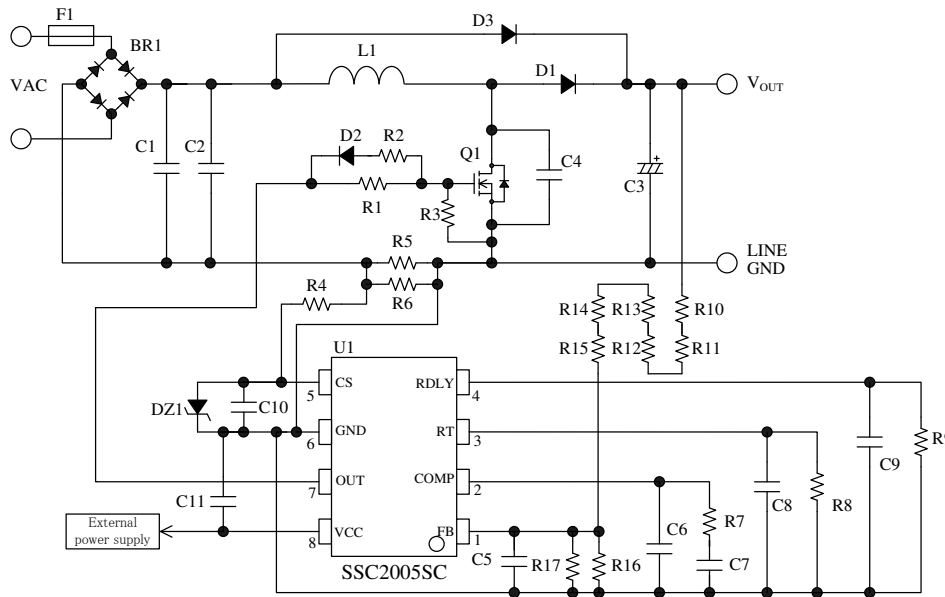 F1
BR1
VAC
D3
L1
D1
VOUT
C1
C2
D2
R2
Q1
C4
C3
R1
R3
R5
LINE
GND
R4
R6
R14
R13
R10
R15
R12
R11
U1
CS
RDLY
5
4
DZ1
C10
GND
RT
6
3
C9
R9
OUT
COMP
7
2
C11
C8
R8
C6
R7
External
power supply
VCC
FB
8
1
C5
R17
R16
C7
SSC2005SC